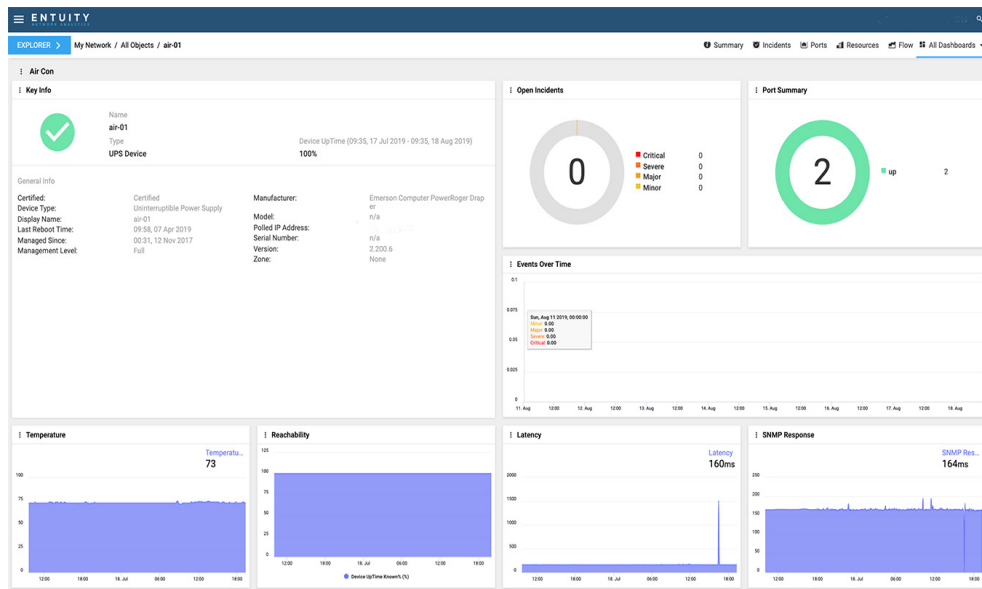 ENTUITY
NETWORK ANALYTICS
EXPLORER
My Network / All Objects / air-01
Summary
Incidents
Ports
Resources
Flow
All Dashboards
Air Con
Key Info
Name
air-01
Type
UPS Device
Device UpTime (09:35, 17 Jul 2019 - 09:35, 18 Aug 2019)
100%
General Info
Certified: Certified
Device Type: Uninterruptible Power Supply
Display Name: air-01
Last Reboot Time: 09:58, 07 Apr 2019
Managed Since: 00:31, 12 Nov 2017
Management Level: Full
Manufacturer: Emerson Computer PowerRoger Drap
er
Model: n/a
Polled IP Address:
Serial Number: n/a
Version: 2.200.6
Zone: None
Open Incidents
0
Critical 0
Severe 0
Major 0
Minor 0
Port Summary
2
up 2
Events Over Time
0.1
0.075
0.05
0.025
0
Sun, Aug 11 2019, 00:00:00
Minor: 0.00
Major: 0.00
Severe: 0.00
Critical: 0.00
11. Aug 12:00 12. Aug 12:00 13. Aug 12:00 14. Aug 12:00 15. Aug 12:00 16. Aug 12:00 17. Aug 12:00 18. Aug
Temperature
Temperatu...
73
100
75
50
25
0
12:00 18:00 18. Jul 06:00 12:00 18:00
Reachability
125
100
75
50
25
0
12:00 18:00 18. Jul 06:00 12:00 18:00
Device UpTime Known% (%)
Latency
Latency
160ms
2000
1500
1000
500
0
12:00 18:00 18. Jul 06:00 12:00 18:00
SNMP Response
SNMP Res...
164ms
250
200
150
100
50
0
12:00 18:00 18. Jul 06:00 12:00 18:00